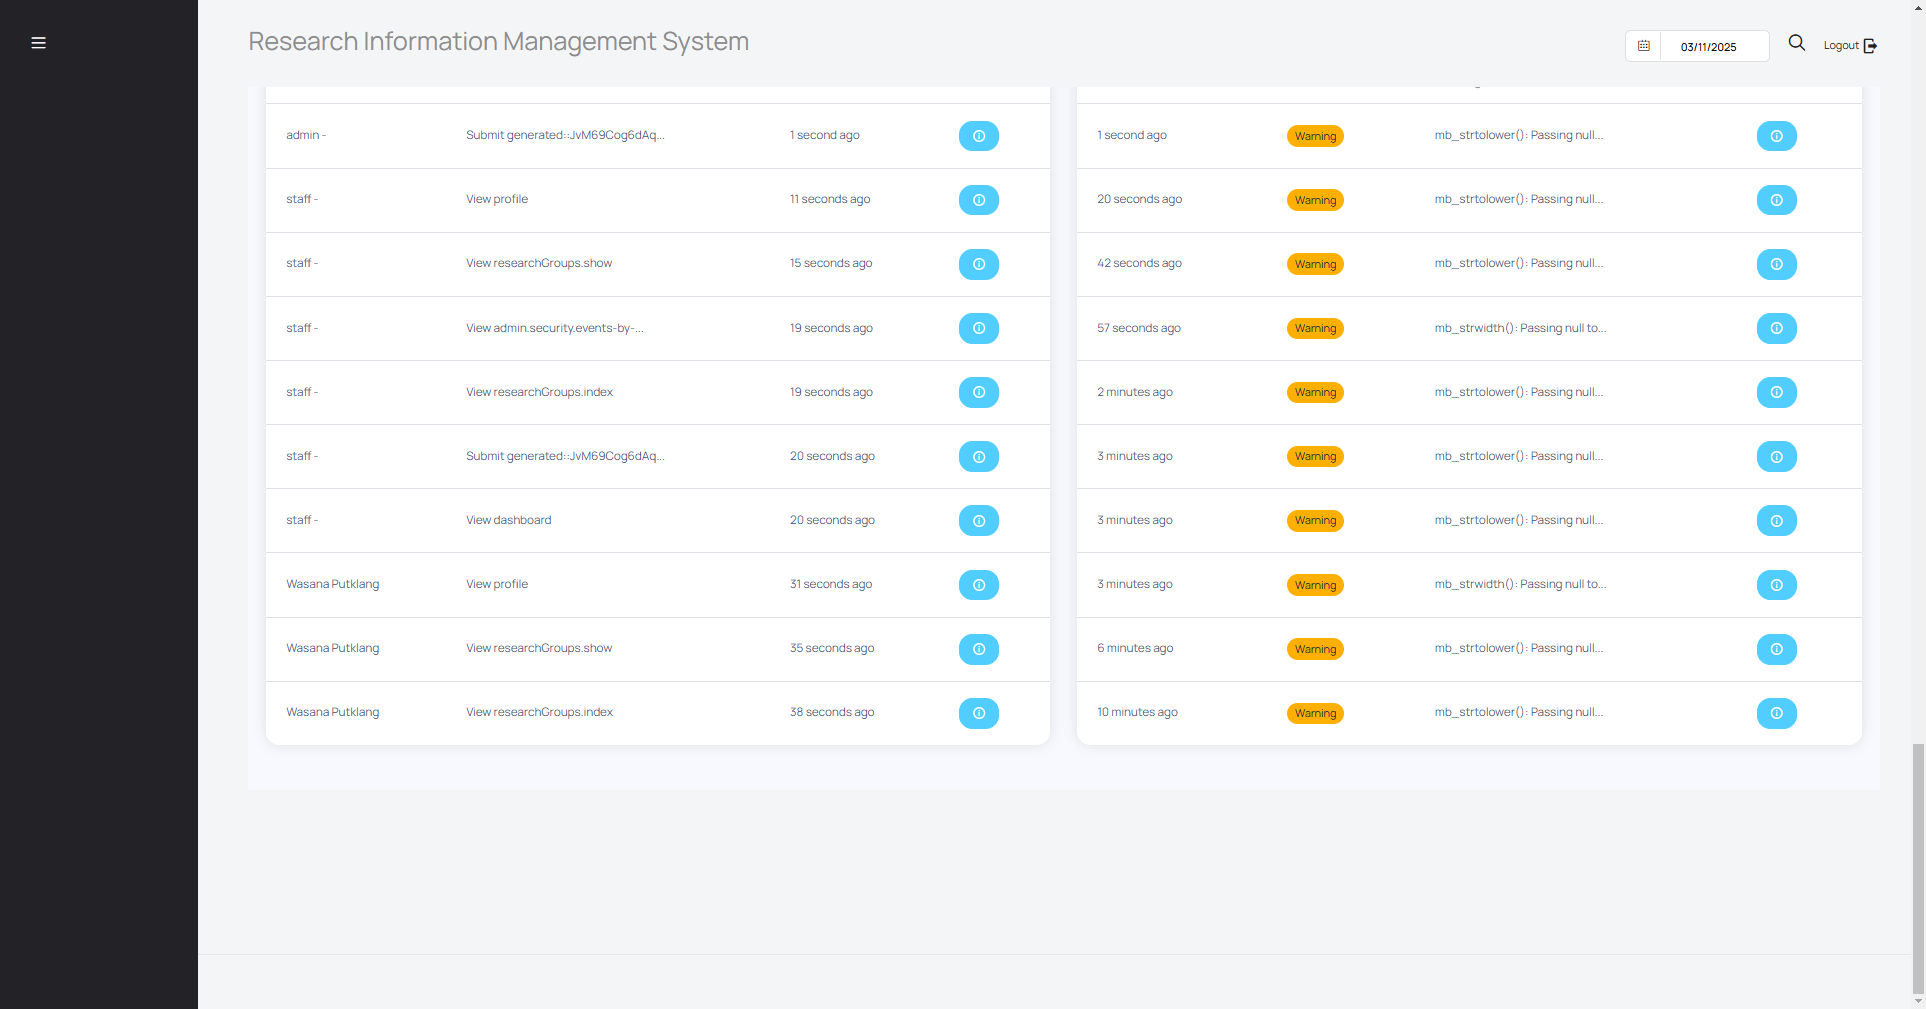 Research Information Management System
03/11/2025
Logout
admin - Submit generated::JvM69Cog6dAq... 1 second ago
staff - View profile 11 seconds ago
staff - View researchGroups.show 15 seconds ago
staff - View admin.security.events-by-... 19 seconds ago
staff - View researchGroups.index 19 seconds ago
staff - Submit generated::JvM69Cog6dAq... 20 seconds ago
staff - View dashboard 20 seconds ago
Wasana Putklang View profile 31 seconds ago
Wasana Putklang View researchGroups.show 35 seconds ago
Wasana Putklang View researchGroups.index 38 seconds ago
1 second ago Warning mb_strtolower(): Passing null...
20 seconds ago Warning mb_strtolower(): Passing null...
42 seconds ago Warning mb_strtolower(): Passing null...
57 seconds ago Warning mb_strwidth(): Passing null to...
2 minutes ago Warning mb_strtolower(): Passing null...
3 minutes ago Warning mb_strtolower(): Passing null...
3 minutes ago Warning mb_strtolower(): Passing null...
3 minutes ago Warning mb_strwidth(): Passing null to...
6 minutes ago Warning mb_strtolower(): Passing null...
10 minutes ago Warning mb_strtolower(): Passing null...